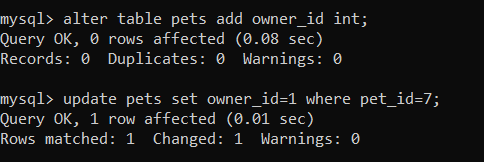 mysql> alter table pets add owner_id int;
Query OK, 0 rows affected (0.08 sec)
Records: 0  Duplicates: 0  Warnings: 0
mysql> update pets set owner_id=1 where pet_id=7;
Query OK, 1 row affected (0.01 sec)
Rows matched: 1  Changed: 1  Warnings: 0